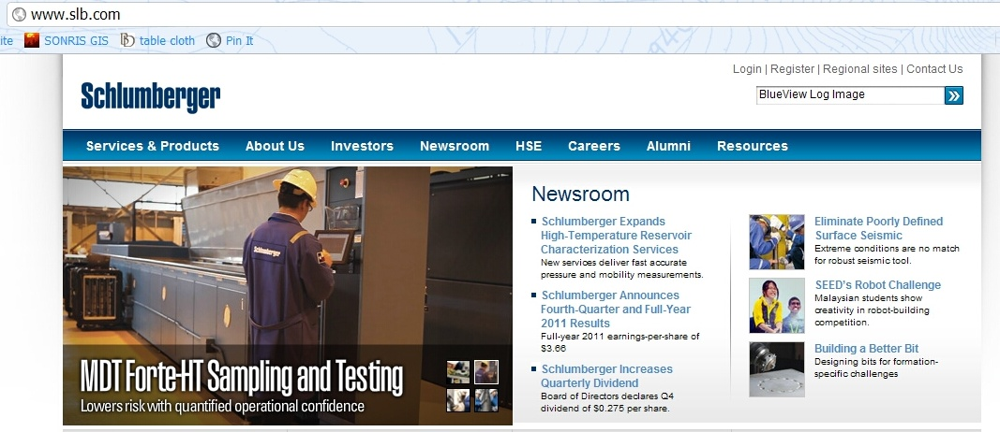 www.slb.com
ite SONRIS GIS table cloth Pin It
Login | Register | Regional sites | Contact Us
Schlumberger
BlueView Log Image
Services & Products About Us Investors Newsroom HSE Careers Alumni Resources
Schlumberger
MDT Forte-HT Sampling and Testing
Lowers risk with quantified operational confidence
Newsroom
Schlumberger Expands
High-Temperature Reservoir
Characterization Services
New services deliver fast accurate
pressure and mobility measurements.
Schlumberger Announces
Fourth-Quarter and Full-Year
2011 Results
Full-year 2011 earnings-per-share of
$3.66
Schlumberger Increases
Quarterly Dividend
Board of Directors declares Q4
dividend of $0.275 per share.
Eliminate Poorly Defined
Surface Seismic
Extreme conditions are no match
for robust seismic tool.
SEED's Robot Challenge
Malaysian students show
creativity in robot-building
competition.
Building a Better Bit
Designing bits for formation-
specific challenges